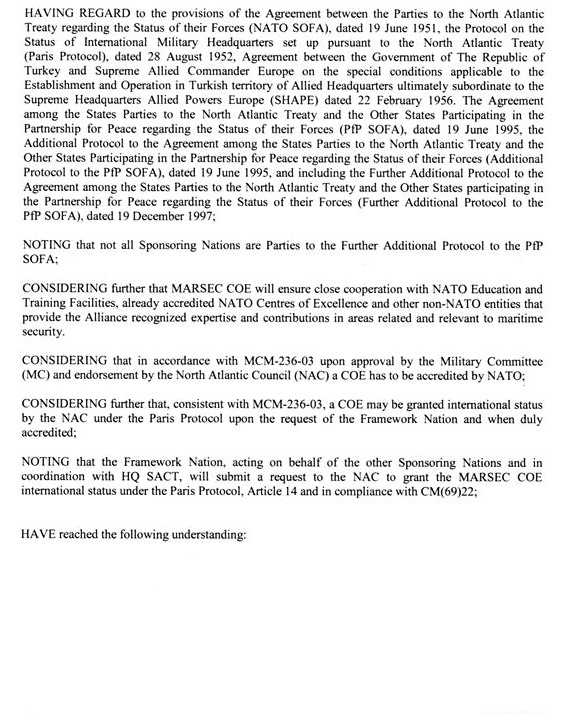 HAVING REGARD to the provisions of the Agreement between the Parties to the North Atlantic
Treaty regarding the Status of their Forces (NATO SOFA), dated 19 June 1951, the Protocol on the
Status of International Military Headquarters set up pursuant to the North Atlantic Treaty
(Paris Protocol), dated 28 August 1952, Agreement between the Government of The Republic of
Turkey and Supreme Allied Commander Europe on the special conditions applicable to the
Establishment and Operation in Turkish territory of Allied Headquarters ultimately subordinate to the
Supreme Headquarters Allied Powers Europe (SHAPE) dated 22 February 1956. The Agreement
among the States Parties to the North Atlantic Treaty and the Other States Participating in the
Partnership for Peace regarding the Status of their Forces (PfP SOFA), dated 19 June 1995, the
Additional Protocol to the Agreement among the States Parties to the North Atlantic Treaty and the
Other States Participating in the Partnership for Peace regarding the Status of their Forces (Additional
Protocol to the PfP SOFA), dated 19 June 1995, and including the Further Additional Protocol to the
Agreement among the States Parties to the North Atlantic Treaty and the Other States participating in
the Partnership for Peace regarding the Status of their Forces (Further Additional Protocol to the
PfP SOFA), dated 19 December 1997;
NOTING that not all Sponsoring Nations are Parties to the Further Additional Protocol to the PfP
SOFA;
CONSIDERING further that MARSEC COE will ensure close cooperation with NATO Education and
Training Facilities, already accredited NATO Centres of Excellence and other non-NATO entities that
provide the Alliance recognized expertise and contributions in areas related and relevant to maritime
security.
CONSIDERING that in accordance with MCM-236-03 upon approval by the Military Committee
(MC) and endorsement by the North Atlantic Council (NAC) a COE has to be accredited by NATO;
CONSIDERING further that, consistent with MCM-236-03, a COE may be granted international status
by the NAC under the Paris Protocol upon the request of the Framework Nation and when duly
accredited;
NOTING that the Framework Nation, acting on behalf of the other Sponsoring Nations and in
coordination with HQ SACT, will submit a request to the NAC to grant the MARSEC COE
international status under the Paris Protocol, Article 14 and in compliance with CM(69)22;
HAVE reached the following understanding: